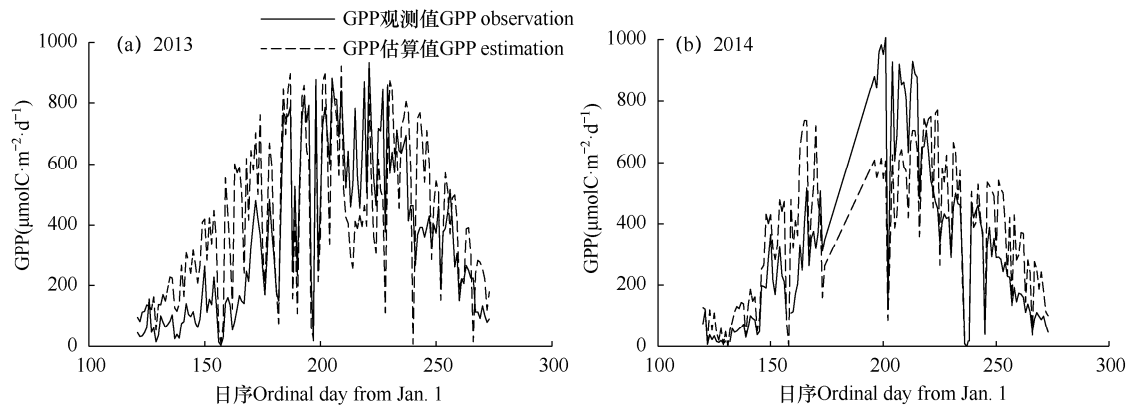 GPP观测值GPP observation
GPP估算值GPP estimation
(a) 2013
(b) 2014
GPP(μmolC·m−2·d−1)
1000
800
600
400
200
0
100 150 200 250 300
日序Ordinal day from Jan. 1
GPP(μmolC·m−2·d−1)
1000
800
600
400
200
0
100 150 200 250 300
日序Ordinal day from Jan. 1